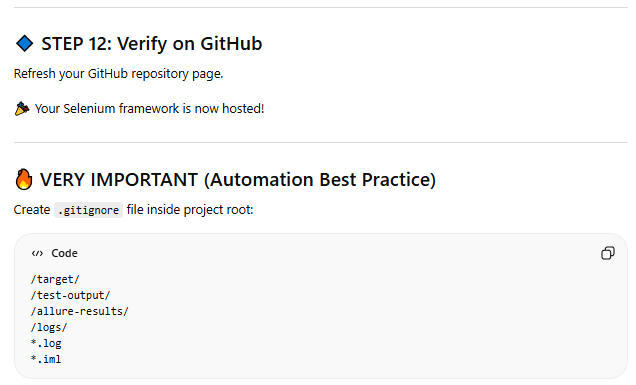 🔷 STEP 12: Verify on GitHub
Refresh your GitHub repository page.
🎉 Your Selenium framework is now hosted!
🔥 VERY IMPORTANT (Automation Best Practice)
Create .gitignore file inside project root:
</> Code
/target/
/test-output/
/allure-results/
/logs/
*.log
*.iml